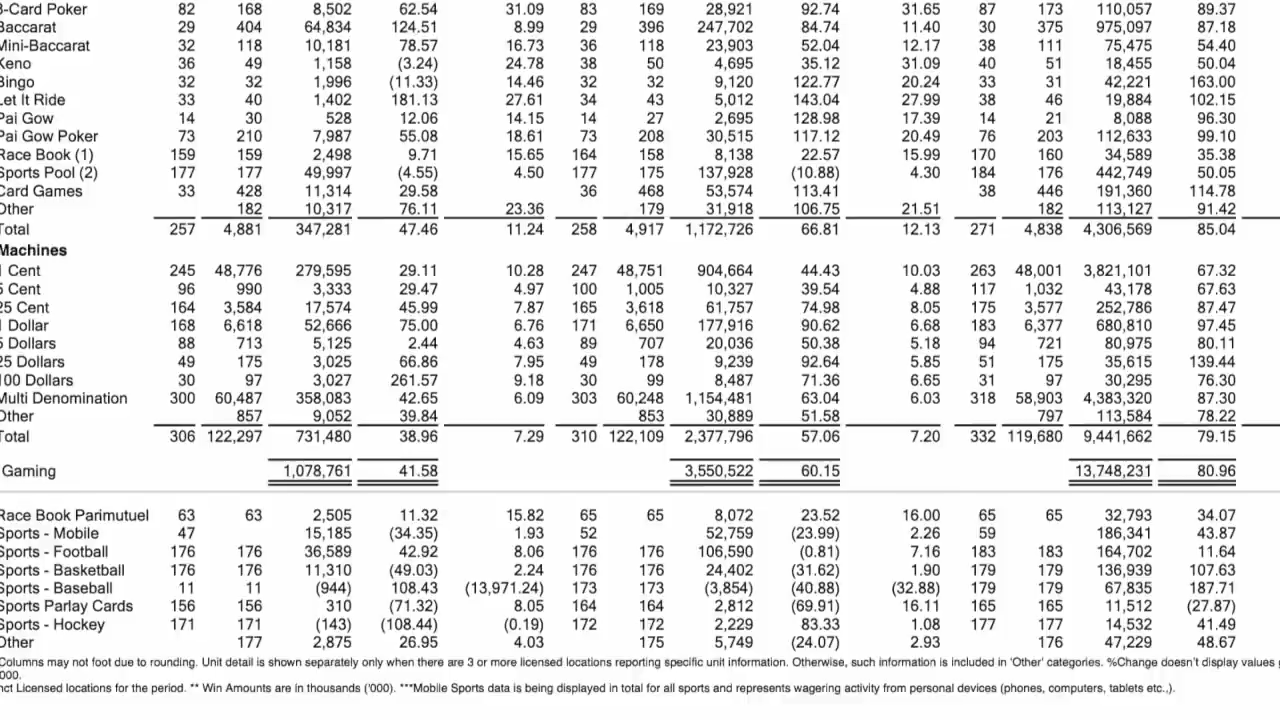 3-Card Poker 82 168 8,502 62.54 31.09 83 169 28,921 92.74 31.65 87 173 110,057 89.37
Baccarat 29 404 64,834 124.51 8.99 29 396 247,702 84.74 11.40 30 375 975,097 87.18
Mini-Baccarat 32 118 10,181 78.57 16.73 36 118 23,903 52.04 12.17 38 111 75,475 54.40
Keno 36 49 1,158 (3.24) 24.78 38 50 4,695 35.12 31.09 40 51 18,455 50.04
Bingo 32 32 1,996 (11.33) 14.46 32 32 9,120 122.77 20.24 33 31 42,221 163.00
Let It Ride 33 40 1,402 181.13 27.61 34 43 5,012 143.04 27.99 38 46 19,884 102.15
Pai Gow 14 30 528 12.06 14.15 14 27 2,695 128.98 17.39 14 21 8,088 96.30
Pai Gow Poker 73 210 7,987 55.08 18.61 73 208 30,515 117.12 20.49 76 203 112,633 99.10
Race Book (1) 159 159 2,498 9.71 15.65 164 158 8,138 22.57 15.99 170 160 34,589 35.38
Sports Pool (2) 177 177 49,997 (4.55) 4.50 177 175 137,928 (10.88) 4.30 184 176 442,749 50.05
Card Games 33 428 11,314 29.58 36 468 53,574 113.41 38 446 191,360 114.78
Other 182 10,317 76.11 23.36 179 31,918 106.75 21.51 182 113,127 91.42
Total 257 4,881 347,281 47.46 11.24 258 4,917 1,172,726 66.81 12.13 271 4,838 4,306,569 85.04
Machines
1 Cent 245 48,776 279,595 29.11 10.28 247 48,751 904,664 44.43 10.03 263 48,001 3,821,101 67.32
5 Cent 96 990 3,333 29.47 4.97 100 1,005 10,327 39.54 4.88 117 1,032 43,178 67.63
25 Cent 164 3,584 17,574 45.99 7.87 165 3,618 61,757 74.98 8.05 175 3,577 252,786 87.47
1 Dollar 168 6,618 52,666 75.00 6.76 171 6,650 177,916 90.62 6.68 183 6,377 680,810 97.45
5 Dollars 88 713 5,125 2.44 4.63 89 707 20,036 50.38 5.18 94 721 80,975 80.11
25 Dollars 49 175 3,025 66.86 7.95 49 178 9,239 92.64 5.85 51 175 35,615 139.44
100 Dollars 30 97 3,027 261.57 9.18 30 99 8,487 71.36 6.65 31 97 30,295 76.30
Multi Denomination 300 60,487 358,083 42.65 6.09 303 60,248 1,154,481 63.04 6.03 318 58,903 4,383,320 87.30
Other 857 9,052 39.84 853 30,889 51.58 797 113,584 78.22
Total 306 122,297 731,480 38.96 7.29 310 122,109 2,377,796 57.06 7.20 332 119,680 9,441,662 79.15
Gaming 1,078,761 41.58 3,550,522 60.15 13,748,231 80.96
Race Book Parimutuel 63 63 2,505 11.32 15.82 65 65 8,072 23.52 16.00 65 65 32,793 34.07
Sports - Mobile 47 15,185 (34.35) 1.93 52 52,759 (23.99) 2.26 59 186,341 43.87
Sports - Football 176 176 36,589 42.92 8.06 176 176 106,590 (0.81) 7.16 183 183 164,702 11.64
Sports - Basketball 176 176 11,310 (49.03) 2.24 176 176 24,402 (31.62) 1.90 179 179 136,939 107.63
Sports - Baseball 11 11 (944) 108.43 (13,971.24) 173 173 (3,854) (40.88) (32.88) 179 179 67,835 187.71
Sports Parlay Cards 156 156 310 (71.32) 8.05 164 164 2,812 (69.91) 16.11 165 165 11,512 (27.87)
Sports - Hockey 171 171 (143) (108.44) (0.19) 172 172 2,229 83.33 1.08 177 177 14,532 41.49
Other 177 2,875 26.95 4.03 175 5,749 (24.07) 2.93 176 47,229 48.67
Columns may not foot due to rounding. Unit detail is shown separately only when there are 3 or more licensed locations reporting specific unit information. Otherwise, such information is included in 'Other' categories. %Change doesn't display values
000.
Licensed locations for the period. ** Win Amounts are in thousands ('000). ***Mobile Sports data is being displayed in total for all sports and represents wagering activity from personal devices (phones, computers, tablets etc.,).